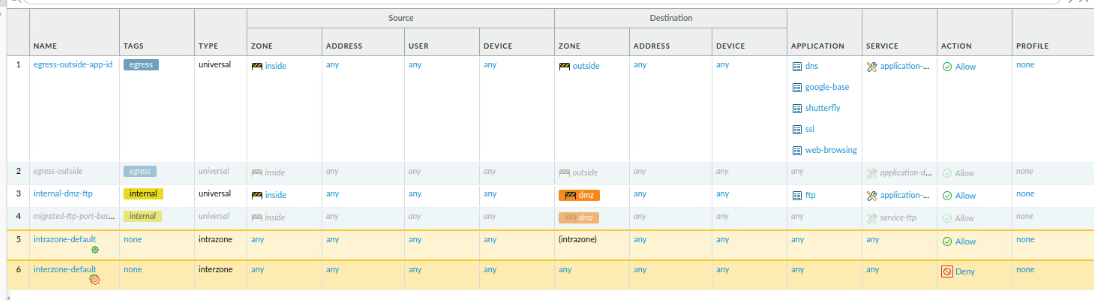 Source Destination
NAME TAGS TYPE ZONE ADDRESS USER DEVICE ZONE ADDRESS DEVICE APPLICATION SERVICE ACTION PROFILE
1 egress-outside-app-id egress universal inside any any any outside any any dns application-... Allow none
google-base
shutterfly
ssl
web-browsing
2 egress-outside egress universal inside any any any outside any any any application-d... Allow none
3 internal-dmz-ftp internal universal inside any any any dmz any any ftp application-... Allow none
4 migrated-ftp-port-bas... internal universal inside any any any dmz any any any service-ftp Allow none
5 intrazone-default none intrazone any any any any (intrazone) any any any any Allow none
6 interzone-default none interzone any any any any any any any any any Deny none